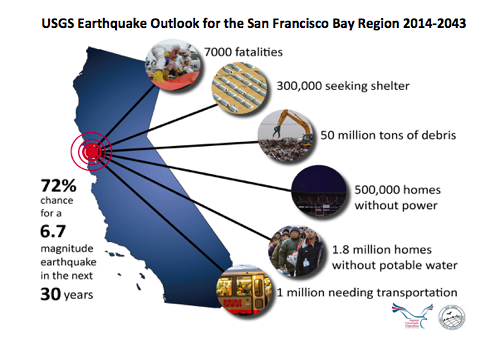 USGS Earthquake Outlook for the San Francisco Bay Region 2014-2043
7000 fatalities
300,000 seeking shelter
50 million tons of debris
500,000 homes
without power
1.8 million homes
without potable water
1 million needing transportation
72%
chance
for a
6.7
magnitude
earthquake
in the next
30 years